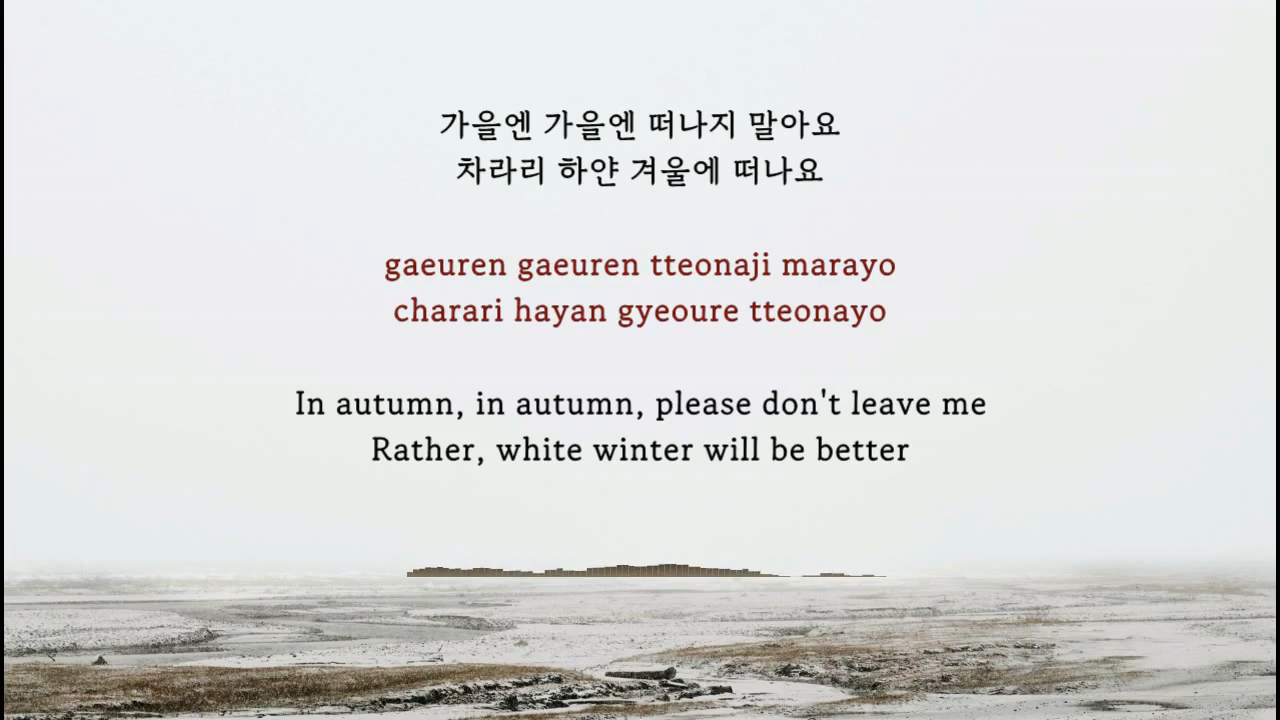 가을엔 가을엔 떠나지 말아요
차라리 하얀 겨울에 떠나요
gaeuren gaeuren tteonaji marayo
charari hayan gyeoure tteonayo
In autumn, in autumn, please don't leave me
Rather, white winter will be better